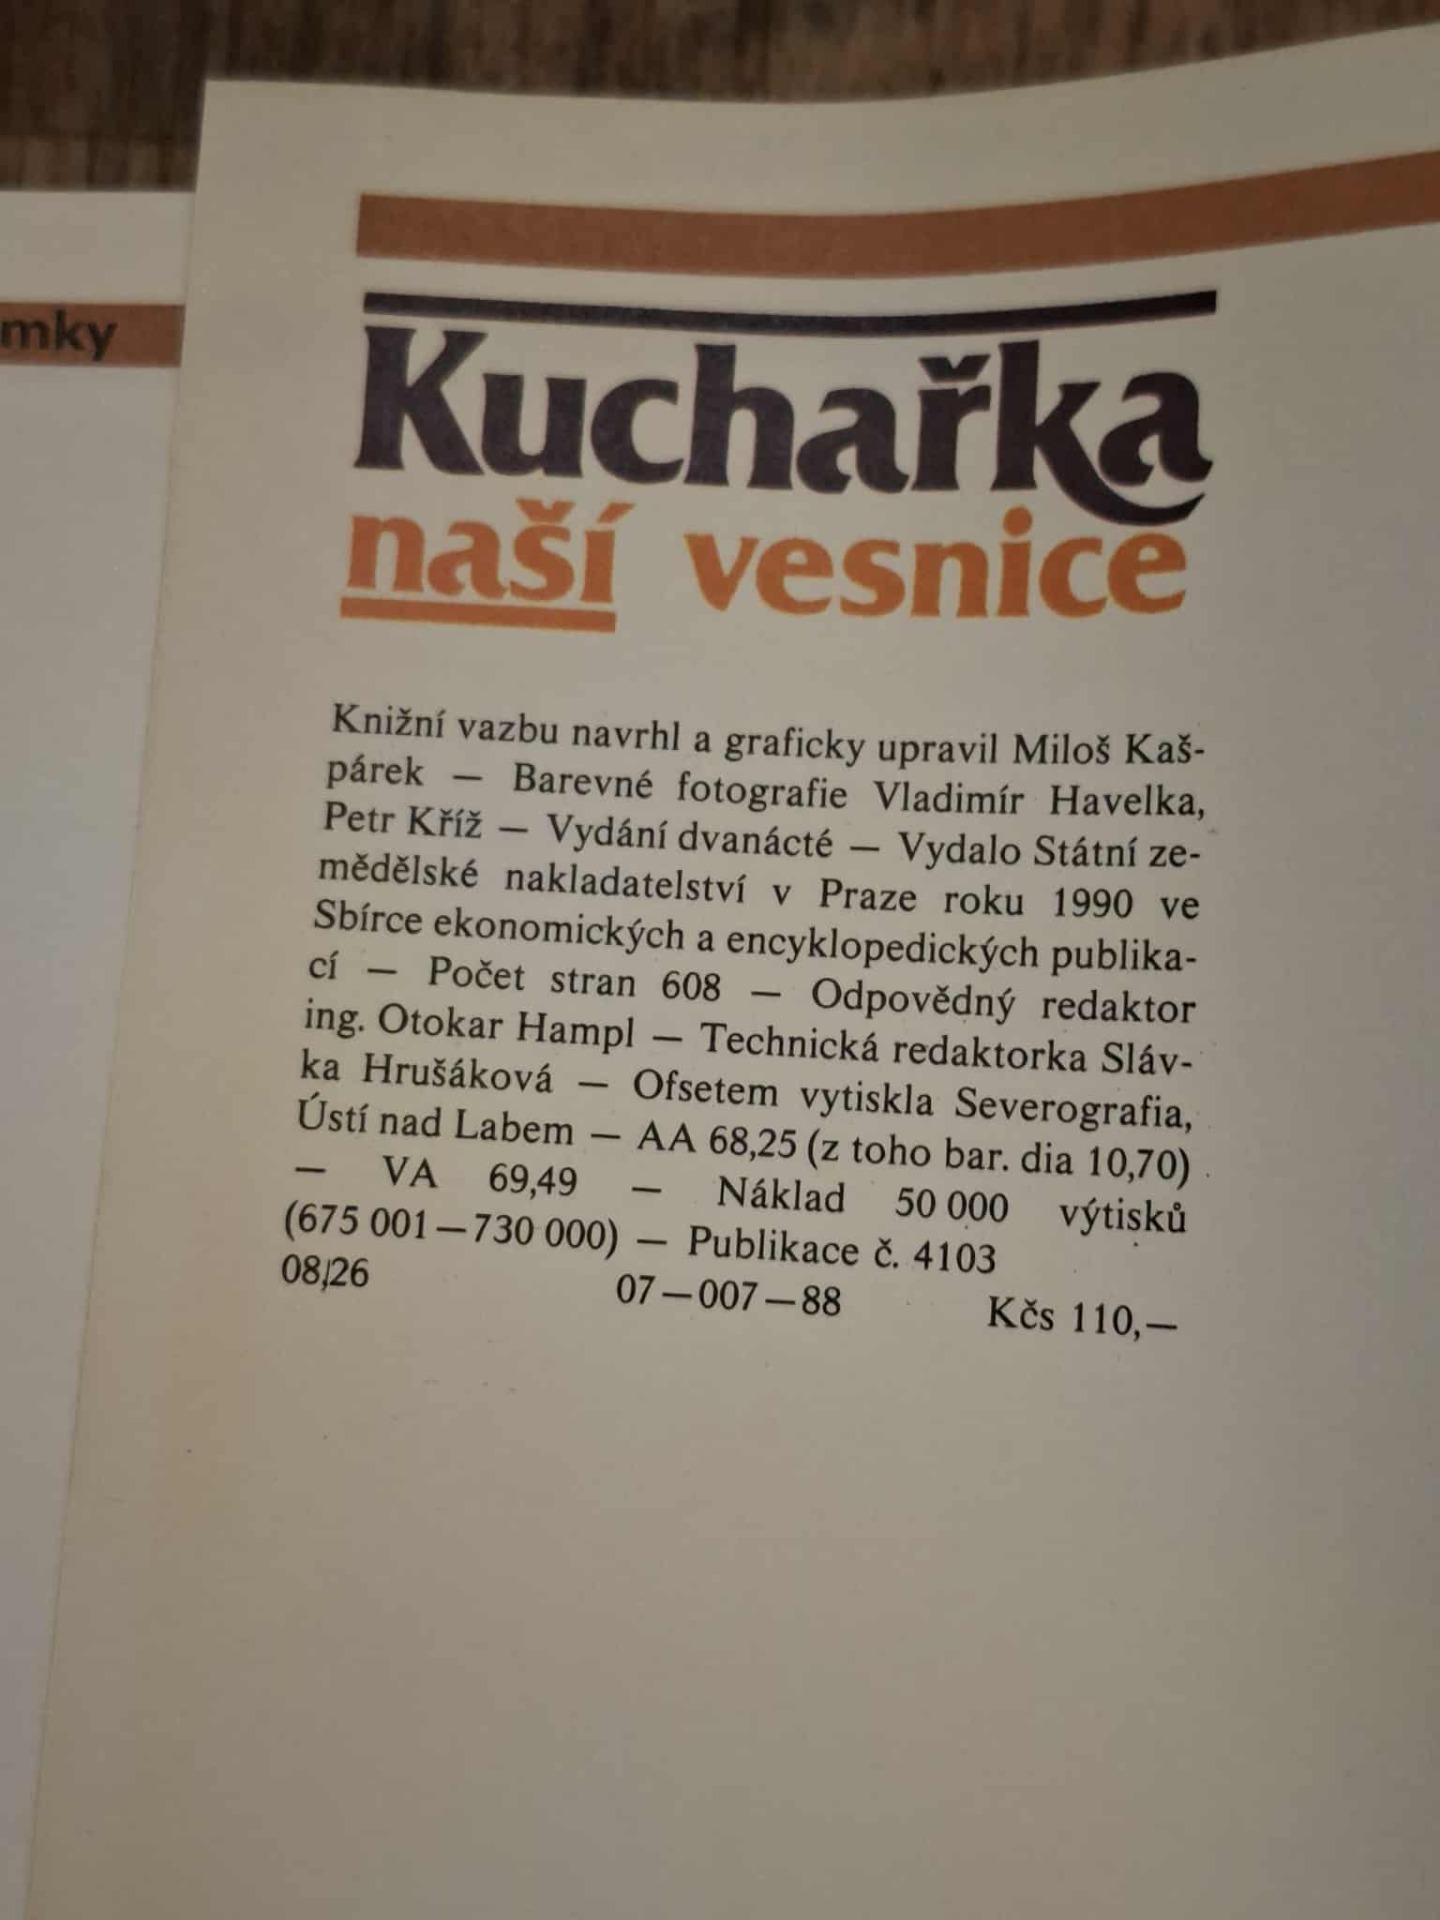 mky
Kuchařka
naší vesnice
Knižní vazbu navrhl a graficky upravil Miloš Kaš-
párek — Barevné fotografie Vladimír Havelka,
Petr Kříž — Vydání dvanácté — Vydalo Státní ze-
mědělské nakladatelství v Praze roku 1990 ve
Sbírce ekonomických a encyklopedických publika-
cí — Počet stran 608 — Odpovědný redaktor
ing. Otokar Hampl — Technická redaktorka Sláv-
ka Hrušáková — Ofsetem vytiskla Severografia,
Ústí nad Labem — AA 68,25 (z toho bar. dia 10,70)
— VA 69,49 — Náklad 50 000 výtisků
(675 001—730 000) — Publikace č. 4103
08/26 07—007—88 Kčs 110,—